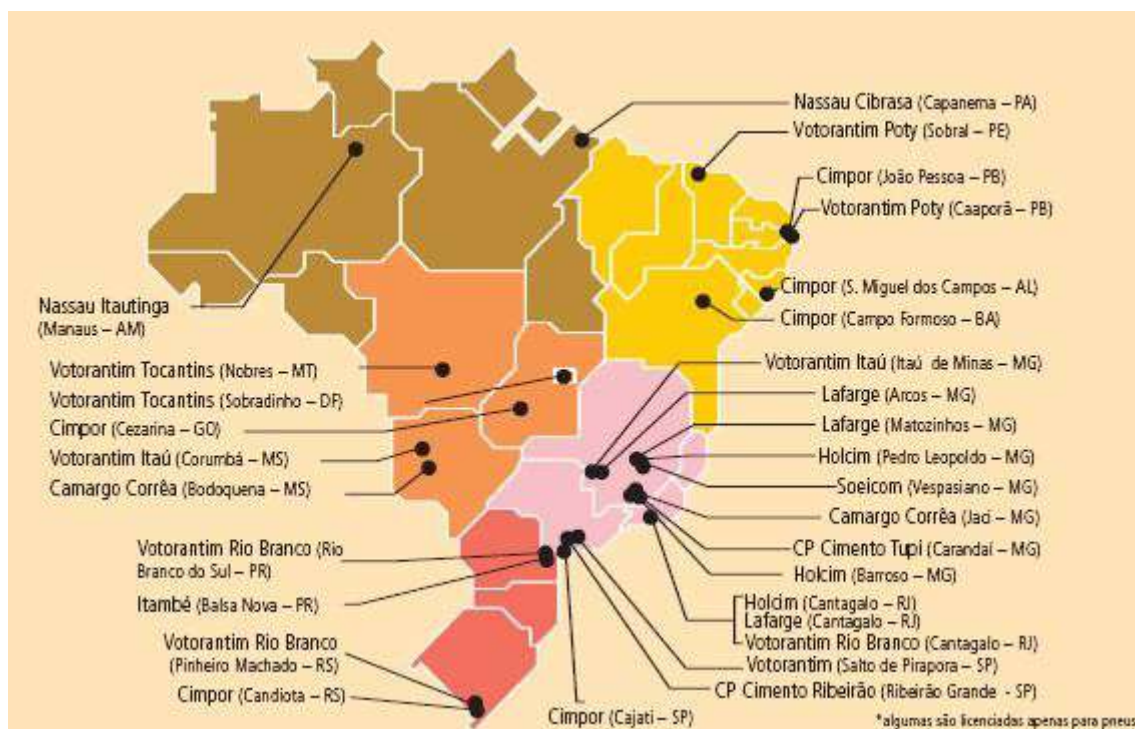 Nassau Cibrasa (Capanema – PA)
Votorantim Poty (Sobral – PE)
Cimpor (João Pessoa – PB)
Votorantim Poty (Caaporã – PB)
Cimpor (S. Miguel dos Campos – AL)
Cimpor (Campo Formoso – BA)
Votorantim Itaú (Itaú de Minas – MG)
Lafarge (Arcos – MG)
Lafarge (Matozinhos – MG)
Holcim (Pedro Leopoldo – MG)
Soeicom (Vespasiano – MG)
Camargo Corrêa (Jaci – MG)
CP Cimento Tupi (Carandaí – MG)
Holcim (Barroso – MG)
Holcim (Cantagalo – RJ)
Lafarge (Cantagalo – RJ)
Votorantim Rio Branco (Cantagalo – RJ)
Votorantim (Salto de Pirapora – SP)
CP Cimento Ribeirão (Ribeirão Grande - SP)
Nassau Itautinga
(Manaus – AM)
Votorantim Tocantins (Nobres – MT)
Votorantim Tocantins (Sobradinho – DF)
Cimpor (Cezarina – GO)
Votorantim Itaú (Corumbá – MS)
Camargo Corrêa (Bodoquena – MS)
Votorantim Rio Branco (Rio
Branco do Sul – PR)
Itambé (Balsa Nova – PR)
Votorantim Rio Branco
(Pinheiro Machado – RS)
Cimpor (Candiota – RS)
Cimpor (Cajati – SP)
*algumas são licenciadas apenas para pneus